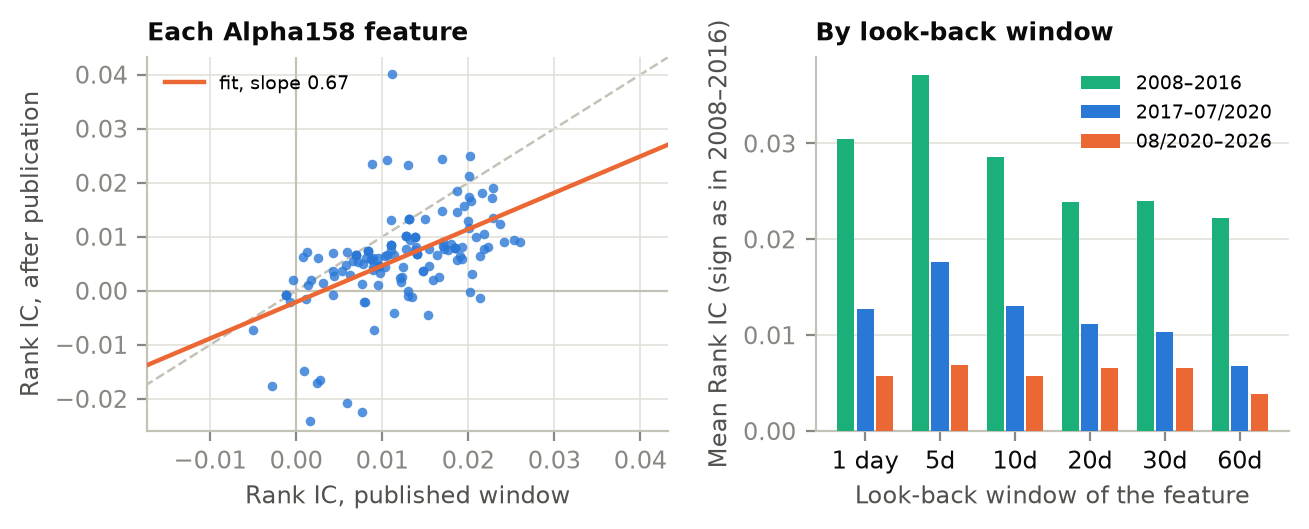 Each Alpha158 feature
fit, slope 0.67
0.04
0.03
0.02
0.01
0.00
−0.01
−0.02
Rank IC, after publication
−0.01 0.00 0.01 0.02 0.03 0.04
Rank IC, published window
By look-back window
2008–2016
2017–07/2020
08/2020–2026
0.03
0.02
0.01
0.00
Mean Rank IC (sign as in 2008–2016)
1 day 5d 10d 20d 30d 60d
Look-back window of the feature